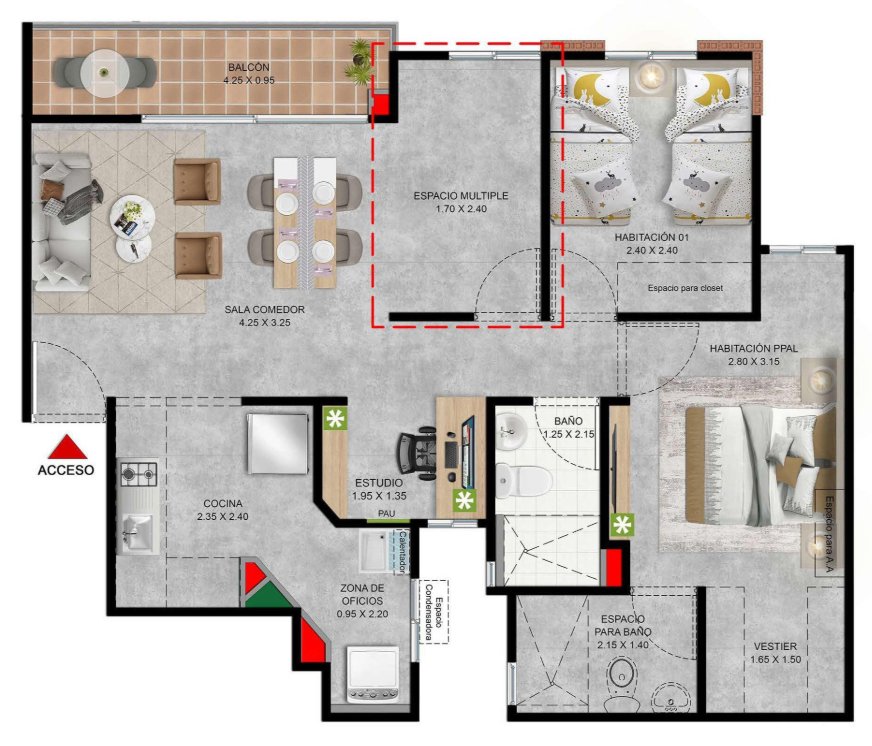 BALCÓN
4.25 X 0.95
ESPACIO MULTIPLE
1.70 X 2.40
HABITACIÓN 01
2.40 X 2.40
Espacio para closet
SALA COMEDOR
4.25 X 3.25
HABITACIÓN PPAL
2.80 X 3.15
ACCESO
BAÑO
1.25 X 2.15
ESTUDIO
1.95 X 1.35
PAU
COCINA
2.35 X 2.40
Calentador
Espacio para A.A
ZONA DE
OFICIOS
0.95 X 2.20
Espacio
Condensadora
ESPACIO
PARA BAÑO
2.15 X 1.40
VESTIER
1.65 X 1.50